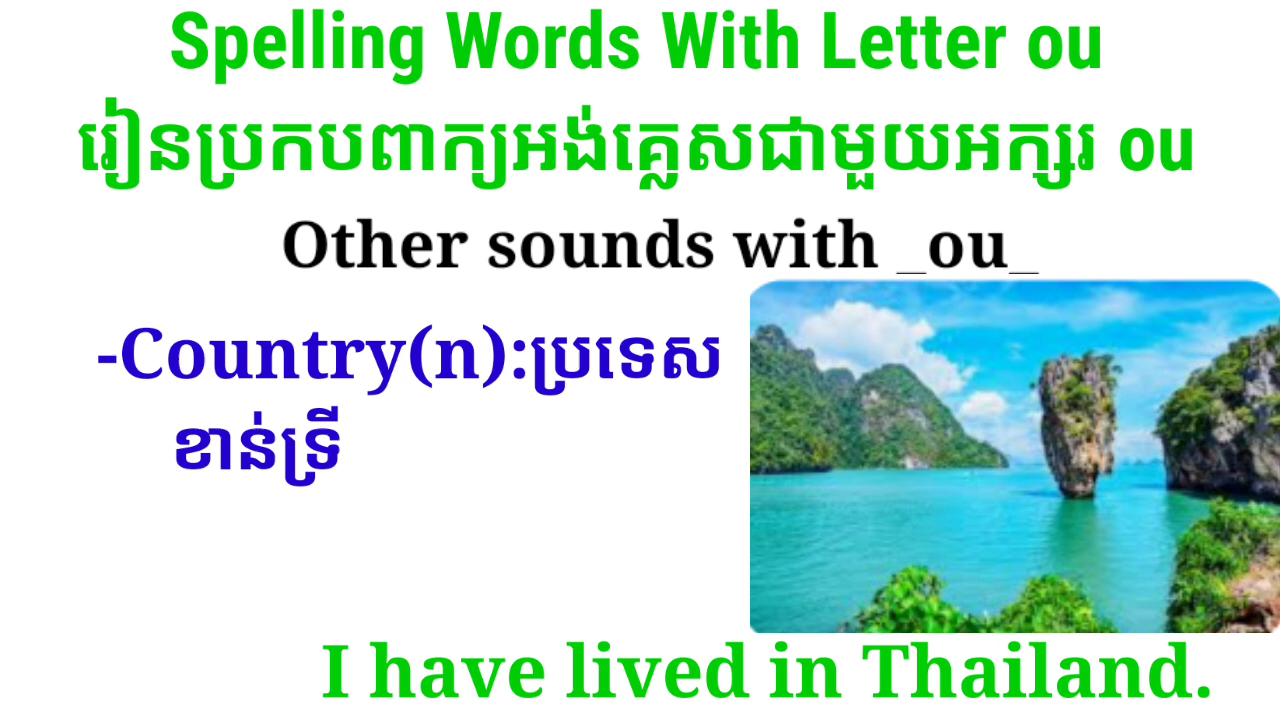 Spelling Words With Letter ou
រៀនប្រកបពាក្យអង់គ្លេសជាមួយអក្សរ ou
Other sounds with _ou_
-Country(n):ប្រទេស
ខាន់ទ្រី
I have lived in Thailand.